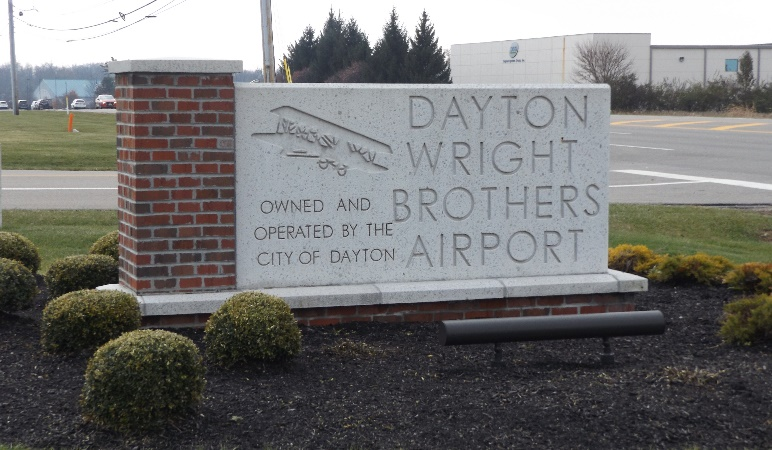 DAYTON
WRIGHT
BROTHERS
AIRPORT
OWNED AND
OPERATED BY THE
CITY OF DAYTON